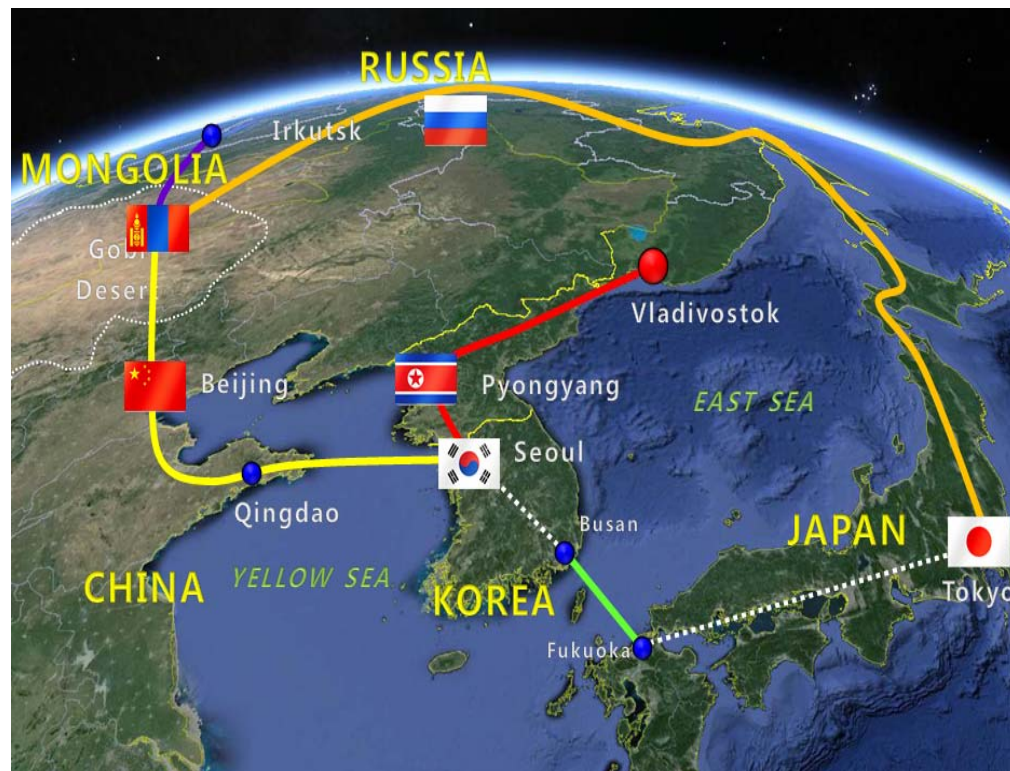 RUSSIA
Irkutsk
MONGOLIA
Gobi
Desert
Vladivostok
Beijing
Pyongyang
EAST SEA
Seoul
Qingdao
Busan
JAPAN
YELLOW SEA
CHINA
KOREA
Tokyo
Fukuoka